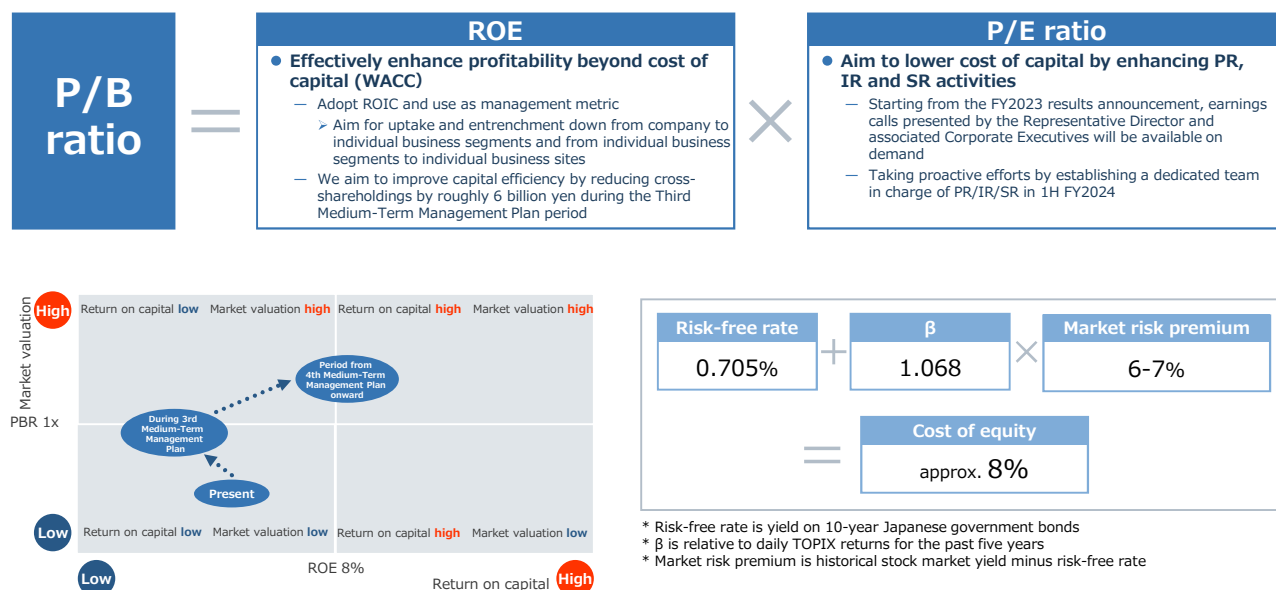 P/B
ratio
=
ROE
● Effectively enhance profitability beyond cost of
capital (WACC)
— Adopt ROIC and use as management metric
➢ Aim for uptake and entrenchment down from company to
individual business segments and from individual business
segments to individual business sites
— We aim to improve capital efficiency by reducing cross-
shareholdings by roughly 6 billion yen during the Third
Medium-Term Management Plan period
×
P/E ratio
● Aim to lower cost of capital by enhancing PR,
IR and SR activities
— Starting from the FY2023 results announcement, earnings
calls presented by the Representative Director and
associated Corporate Executives will be available on
demand
— Taking proactive efforts by establishing a dedicated team
in charge of PR/IR/SR in 1H FY2024
Market valuation
High
Return on capital low Market valuation high
Return on capital high Market valuation high
Period from
4th Medium-Term
Management Plan
onward
PBR 1x
During 3rd
Medium-Term
Management
Plan
Present
Low
Return on capital low Market valuation low
Return on capital high Market valuation low
Low
ROE 8%
Return on capital
High
Risk-free rate
0.705%
+
β
1.068
×
Market risk premium
6-7%
=
Cost of equity
approx. 8%
* Risk-free rate is yield on 10-year Japanese government bonds
* β is relative to daily TOPIX returns for the past five years
* Market risk premium is historical stock market yield minus risk-free rate